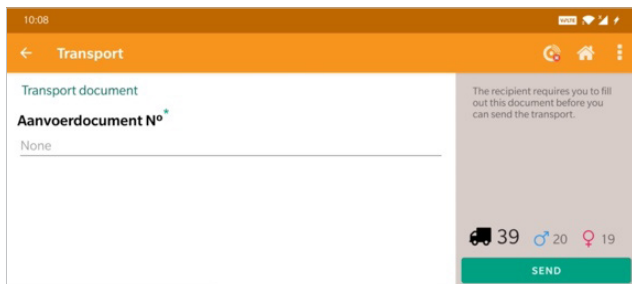 10:08
VoLTE
Transport
Transport document
Aanvoerdocument Nº*
None
The recipient requires you to fill
out this document before you
can send the transport.
39 20 19
SEND